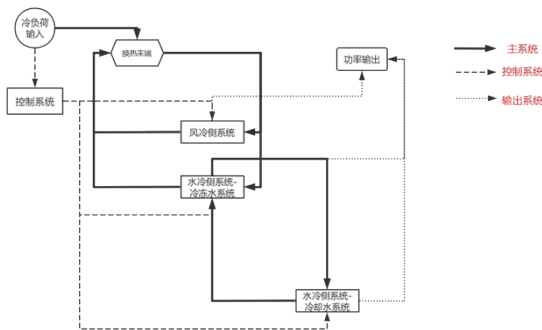 冷负荷
输入
换热末端
功率输出
主系统
控制系统
输出系统
控制系统
风冷侧系统
水冷侧系统-
冷冻水系统
水冷侧系统-
冷却水系统